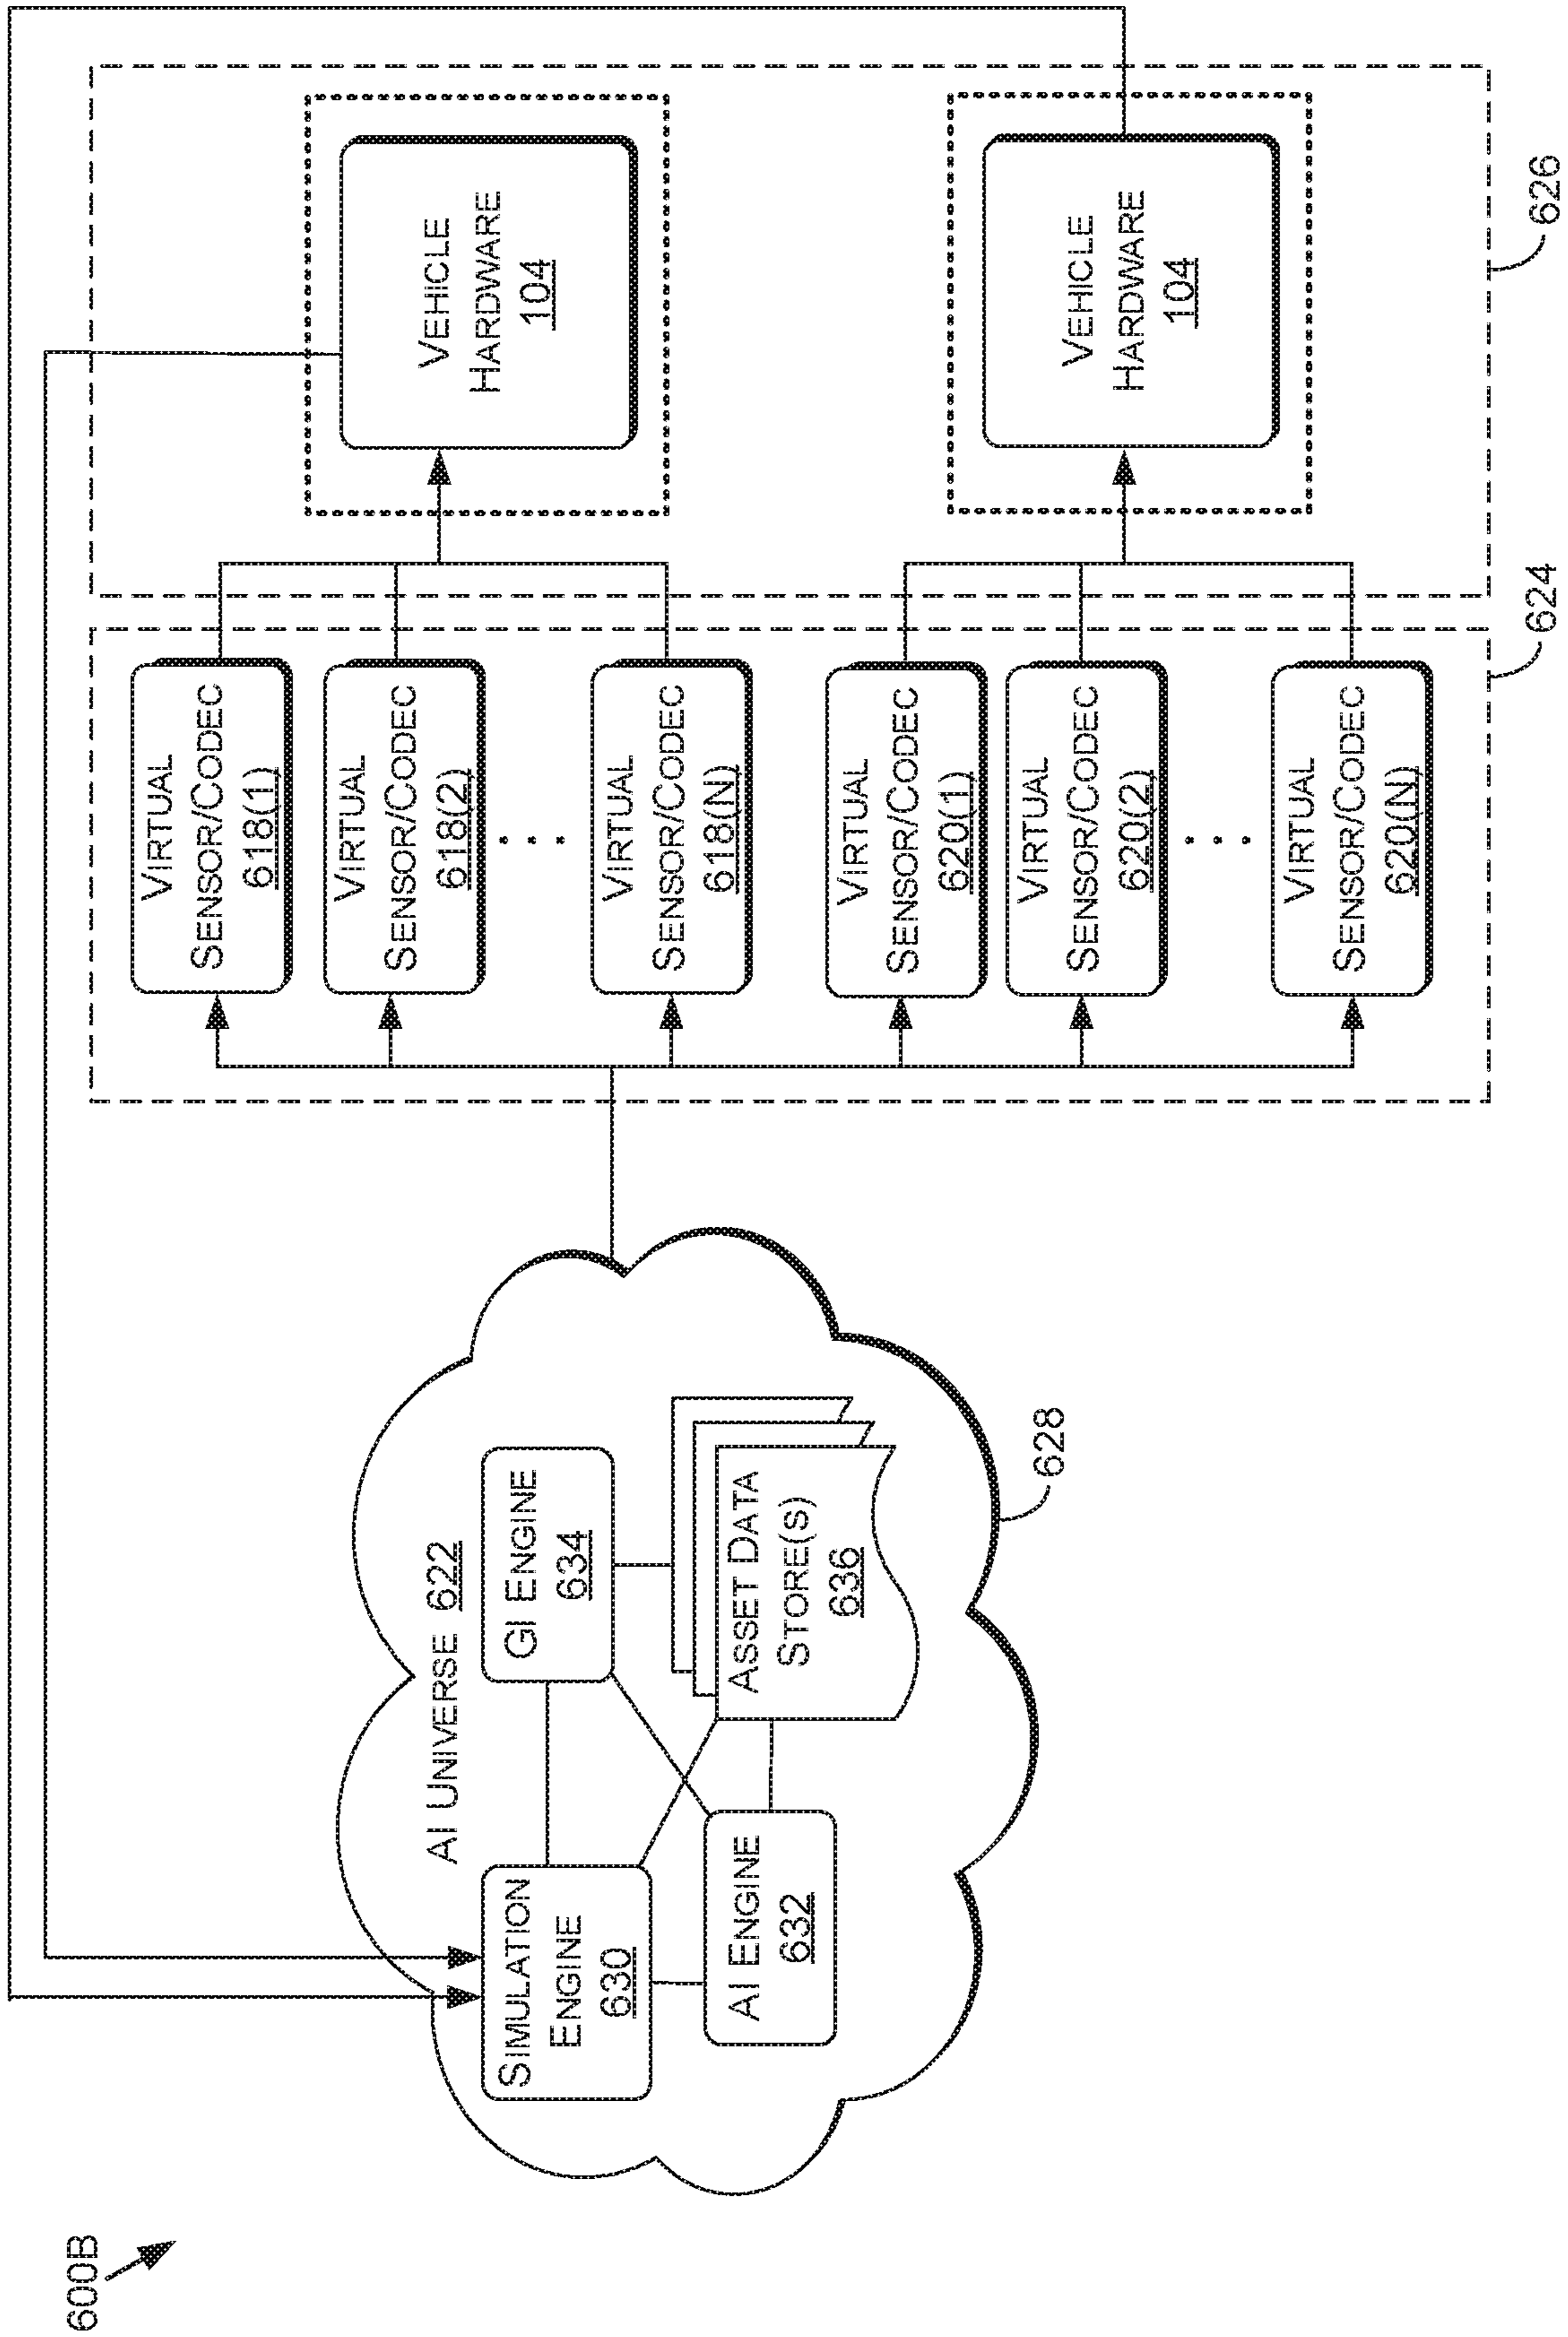 600B
AI UNIVERSE 622
SIMULATION
ENGINE
630
GI ENGINE
634
AI ENGINE
632
ASSET DATA
STORE(S)
636
628
VIRTUAL
SENSOR/CODEC
618(1)
VIRTUAL
SENSOR/CODEC
618(2)
. . .
VIRTUAL
SENSOR/CODEC
618(N)
VIRTUAL
SENSOR/CODEC
620(1)
VIRTUAL
SENSOR/CODEC
620(2)
. . .
VIRTUAL
SENSOR/CODEC
620(N)
624
VEHICLE
HARDWARE
104
VEHICLE
HARDWARE
104
626